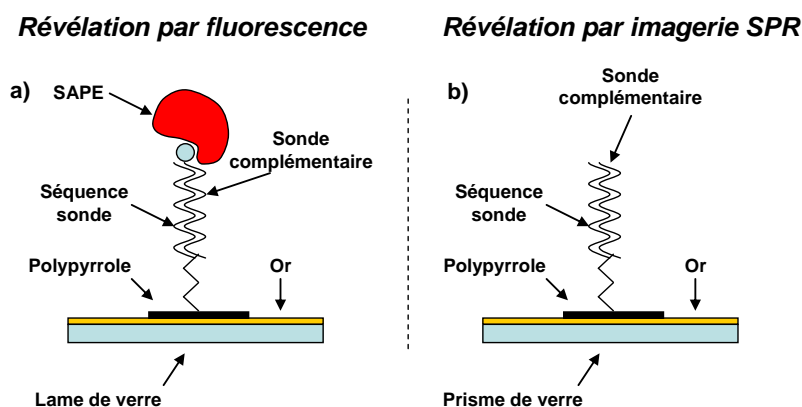 Révélation par fluorescence
Révélation par imagerie SPR
a)
SAPE
Sonde
complémentaire
Séquence
sonde
Polypyrrole
Or
Lame de verre
b)
Sonde
complémentaire
Séquence
sonde
Polypyrrole
Or
Prisme de verre